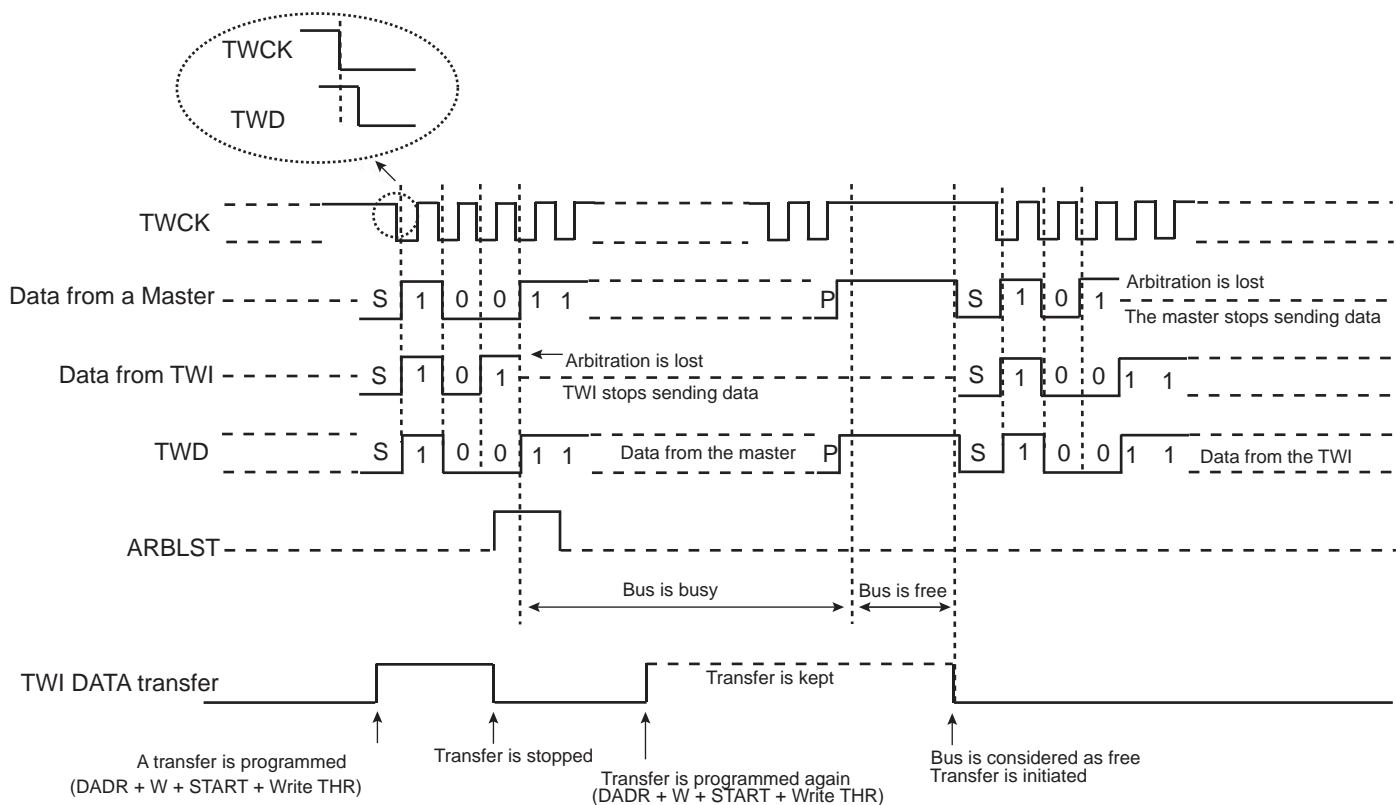 TWCK
TWD
TWCK
Data from a Master S 1 0 0 1 1 P S 1 0 1 Arbitration is lost
The master stops sending data
Data from TWI S 1 0 1 Arbitration is lost S 1 0 0 1 1
TWI stops sending data
TWD S 1 0 0 1 1 Data from the master P S 1 0 0 1 1 Data from the TWI
ARBLST
Bus is busy Bus is free
TWI DATA transfer Transfer is kept
A transfer is programmed
(DADR + W + START + Write THR)
Transfer is stopped
Transfer is programmed again
(DADR + W + START + Write THR)
Bus is considered as free
Transfer is initiated